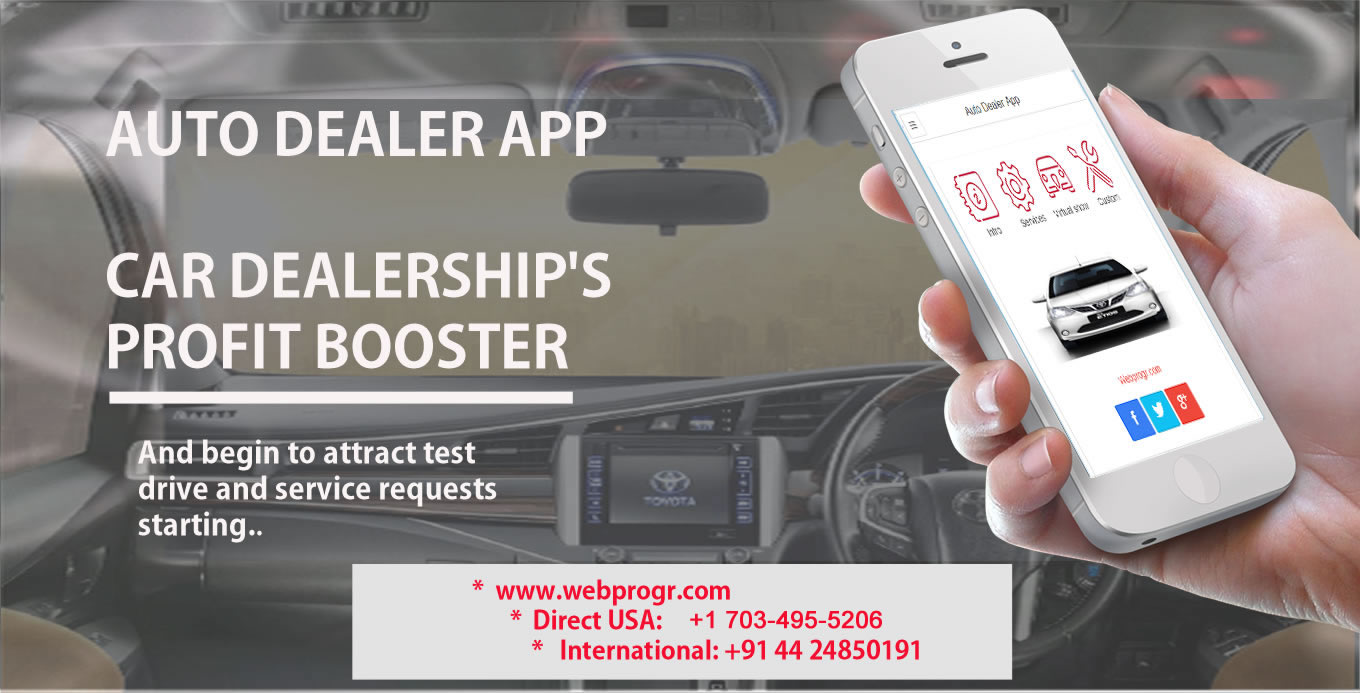 AUTO DEALER APP
CAR DEALERSHIP'S
PROFIT BOOSTER
And begin to attract test
drive and service requests
starting..
* www.webprogr.com
* Direct USA: +1 703-495-5206
* International: +91 44 24850191
Auto Dealer App
Intro
Services
Virtual show
Custom
ETIOS
Webprogr.com
f
g+
TOYOTA